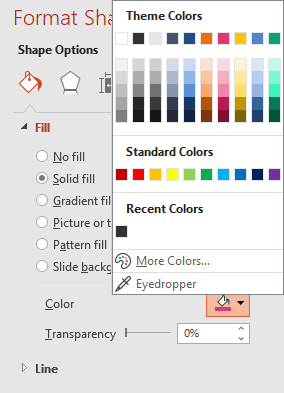 Format Sha
Shape Options
Fill
No fill
Solid fill
Gradient fill
Picture or t
Pattern fill
Slide backg
Color
Transparency
0%
Line
Theme Colors
Standard Colors
Recent Colors
More Colors...
Eyedropper